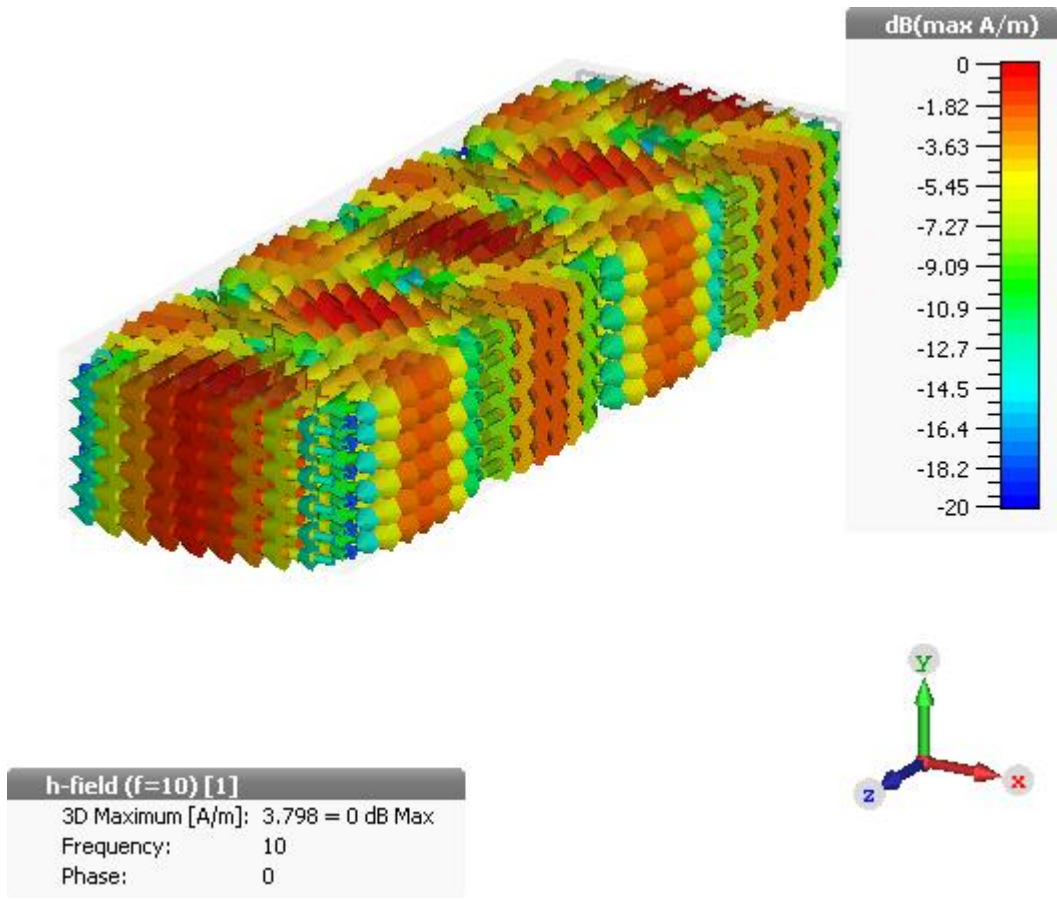 dB(max A/m)
0
-1.82
-3.63
-5.45
-7.27
-9.09
-10.9
-12.7
-14.5
-16.4
-18.2
-20
Y
z
x
h-field (f=10) [1]
3D Maximum [A/m]: 3.798 = 0 dB Max
Frequency: 10
Phase: 0